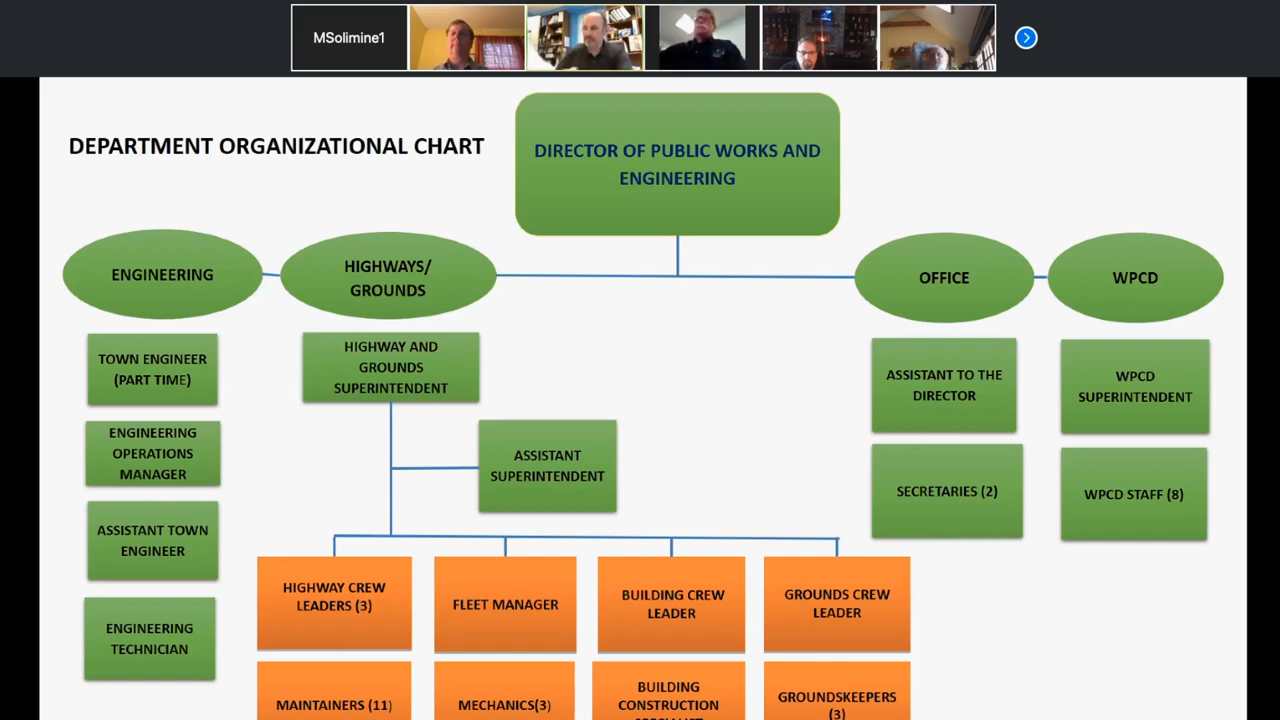 MSolimine1
DEPARTMENT ORGANIZATIONAL CHART
DIRECTOR OF PUBLIC WORKS AND
ENGINEERING
ENGINEERING
HIGHWAYS/
GROUNDS
OFFICE
WPCD
TOWN ENGINEER
(PART TIME)
ENGINEERING
OPERATIONS
MANAGER
ASSISTANT TOWN
ENGINEER
ENGINEERING
TECHNICIAN
HIGHWAY AND
GROUNDS
SUPERINTENDENT
ASSISTANT
SUPERINTENDENT
ASSISTANT TO THE
DIRECTOR
SECRETARIES (2)
WPCD
SUPERINTENDENT
WPCD STAFF (8)
HIGHWAY CREW
LEADERS (3)
FLEET MANAGER
BUILDING CREW
LEADER
GROUNDS CREW
LEADER
MAINTAINERS (11)
MECHANICS(3)
BUILDING
CONSTRUCTION
GROUNDSKEEPERS
(3)